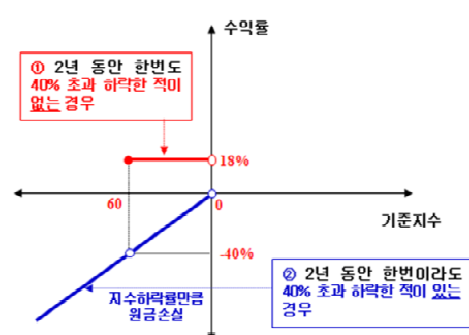 수익률
① 2년 동안 한번도
40% 초과 하락한 적이
없는 경우
18%
60
0
기준지수
-40%
지수하락률만큼
원금손실
② 2년 동안 한번이라도
40% 초과 하락한 적이 있는
경우